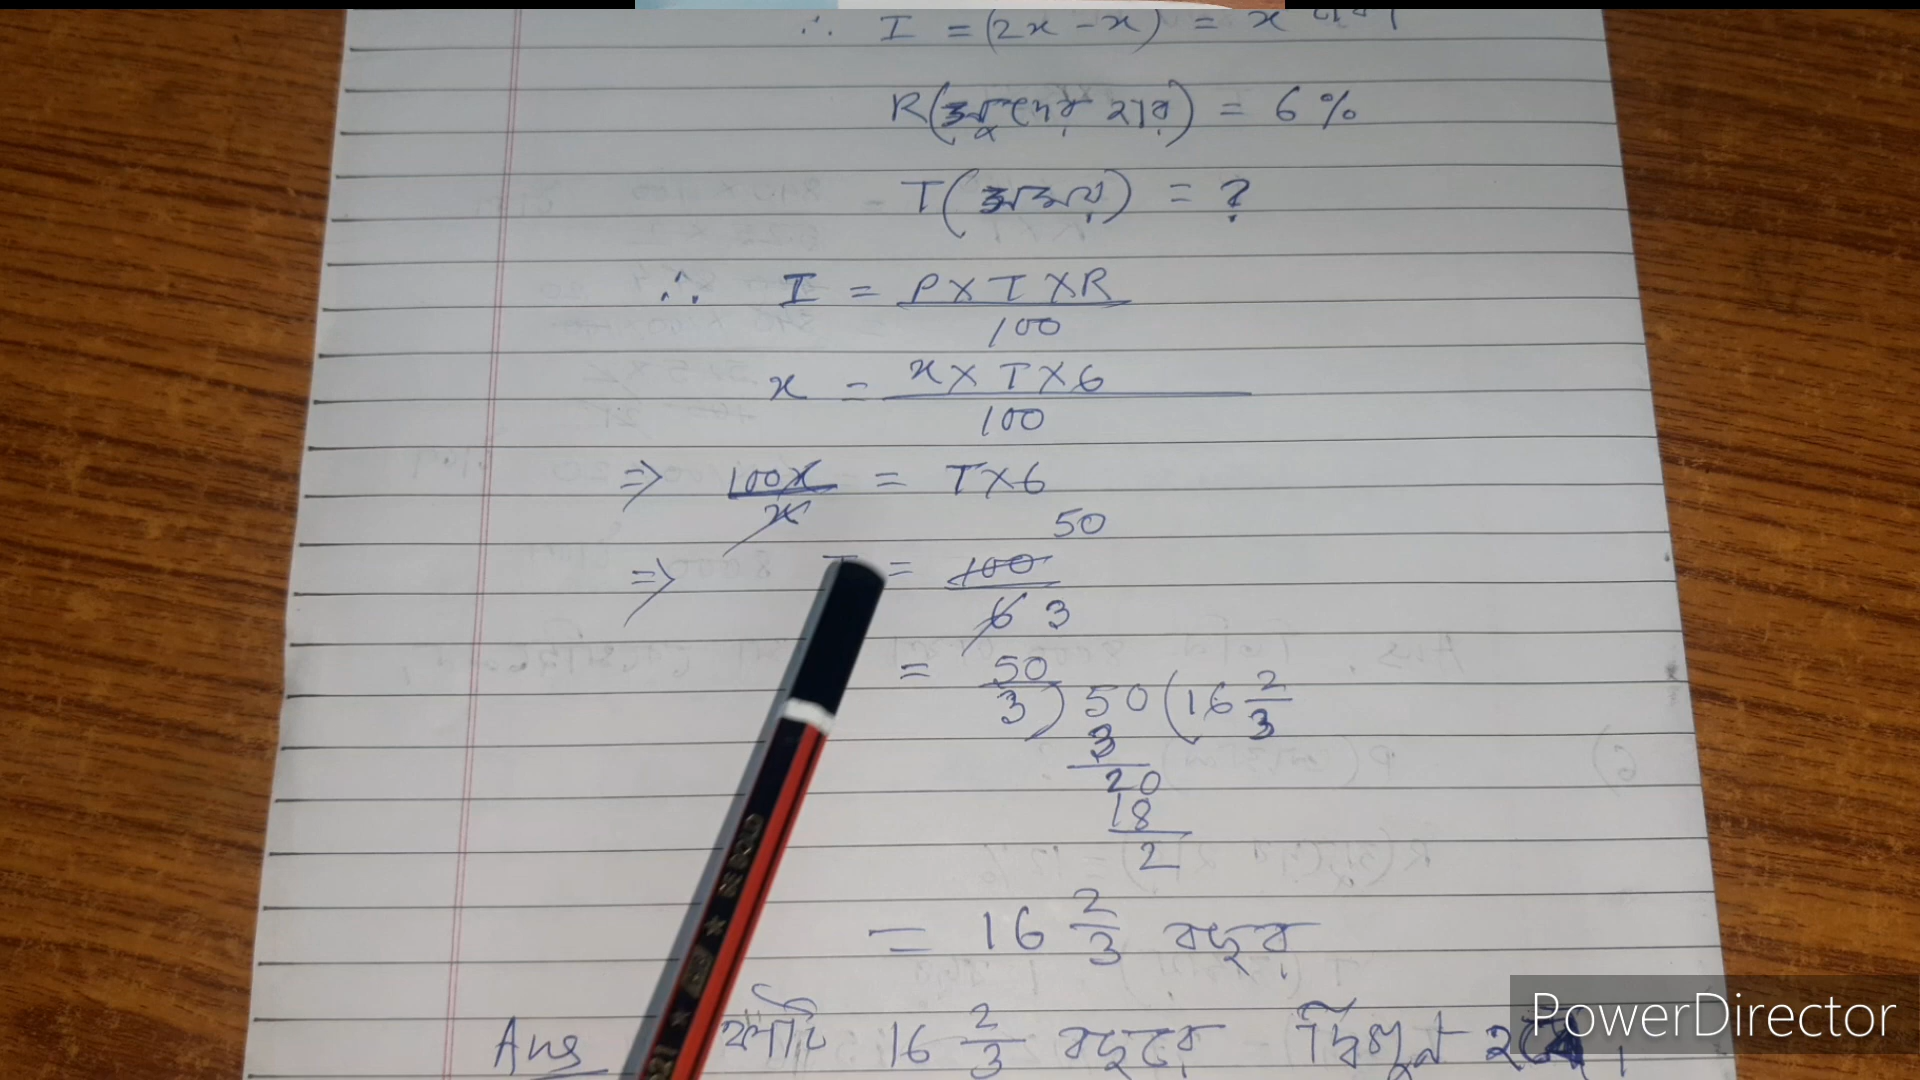 ∴ I = (2x - x) = x টাকা
R(সুদের হার) = 6%
T(সময়) = ?
∴ I = P X T X R / 100
x = x X T X 6 / 100
⇒ 100x / x = T X 6
50
⇒ T = 100 / 6 3
= 50 / 3 ) 50 ( 16 2/3
3
20
18
2
= 16 2/3 বছর
Ans 16 2/3 বছরে দ্বিগুণ হবে।
PowerDirector